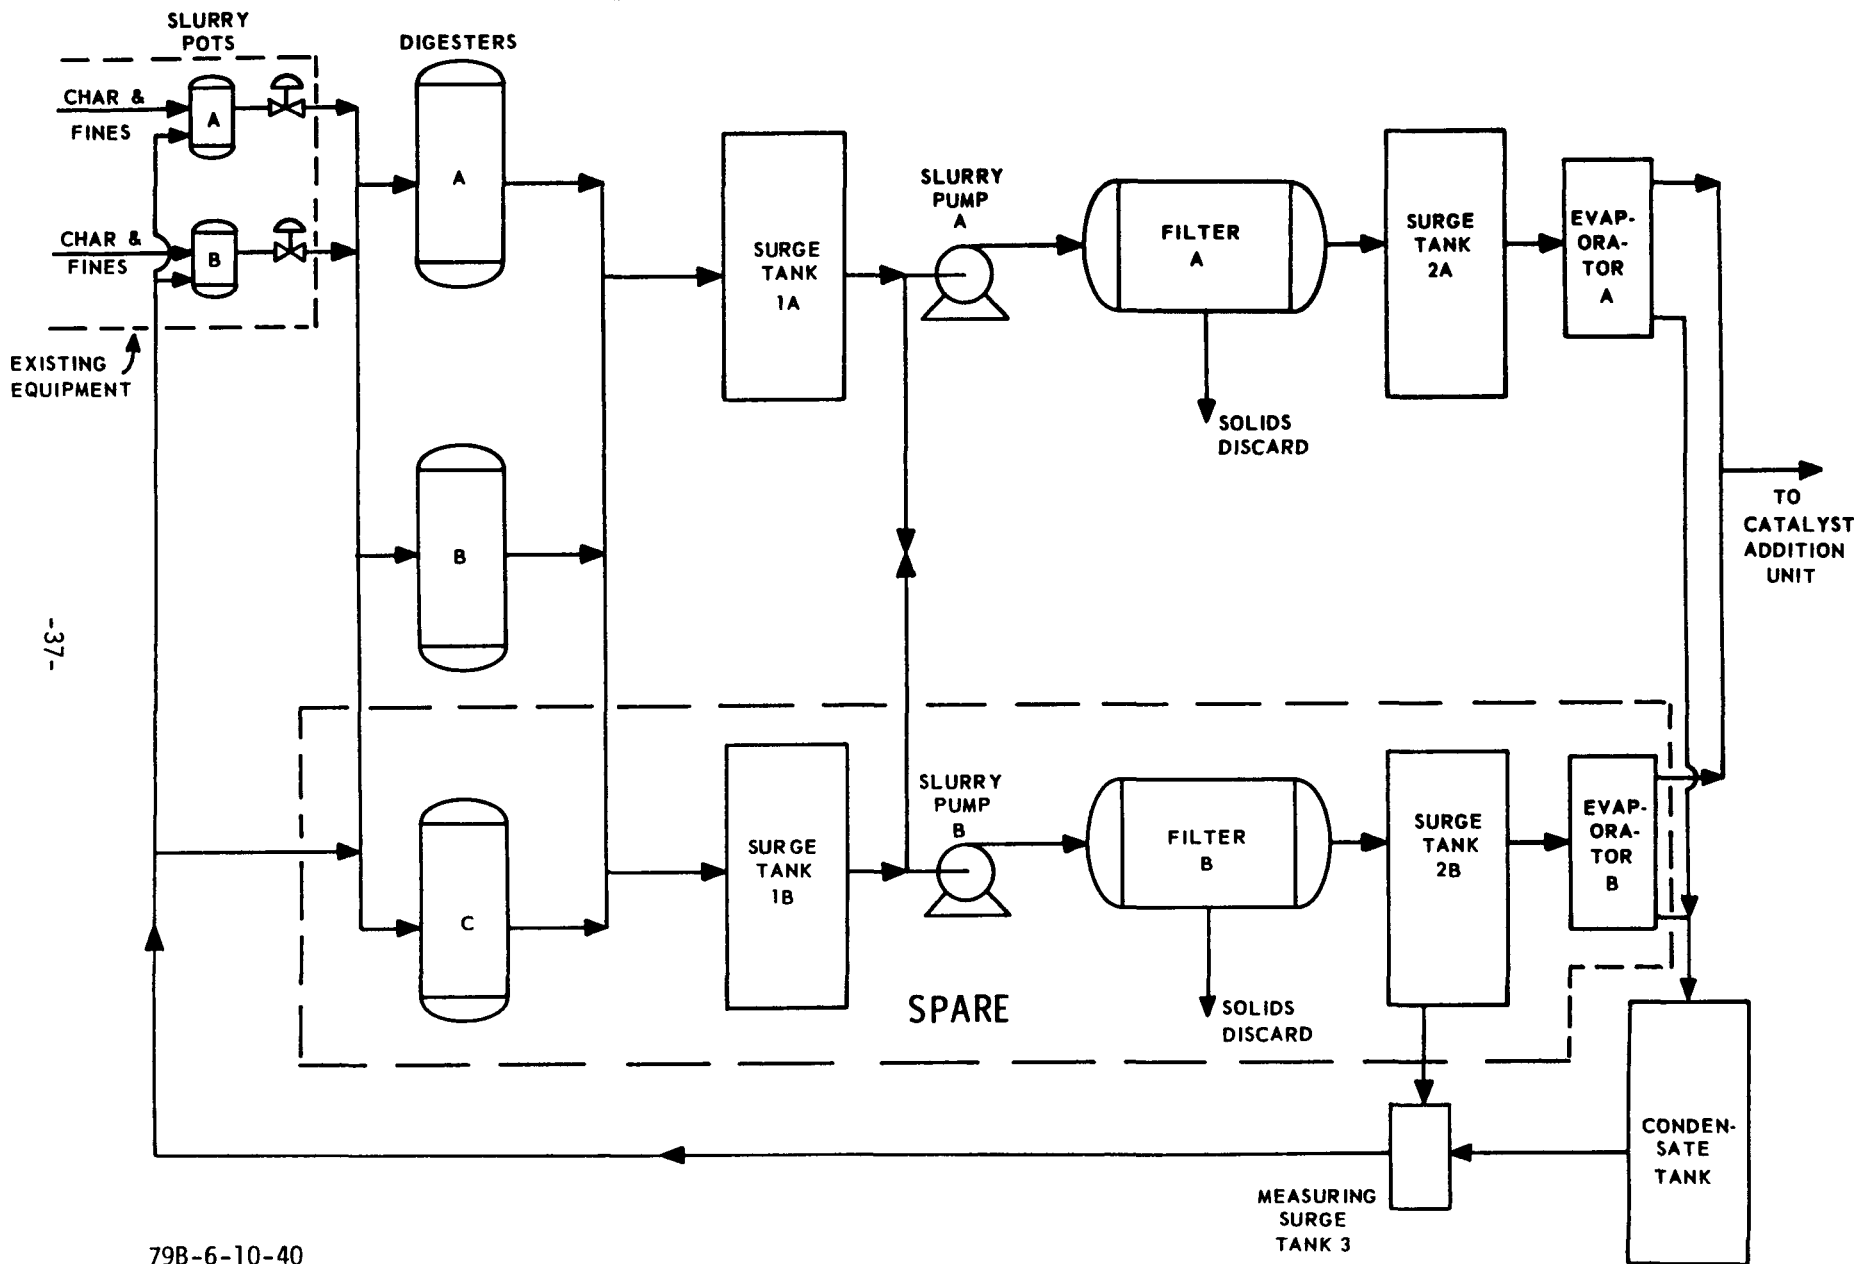 SLURRY
POTS
DIGESTERS
CHAR &
FINES
A
CHAR &
FINES
B
EXISTING
EQUIPMENT
A
B
C
SURGE
TANK
1A
SLURRY
PUMP
A
FILTER
A
SOLIDS
DISCARD
SURGE
TANK
2A
EVAP-
ORA-
TOR
A
TO
CATALYST
ADDITION
UNIT
-37-
SURGE
TANK
1B
SLURRY
PUMP
B
FILTER
B
SOLIDS
DISCARD
SURGE
TANK
2B
EVAP-
ORA-
TOR
B
SPARE
CONDEN-
SATE
TANK
MEASURING
SURGE
TANK 3
79B-6-10-40